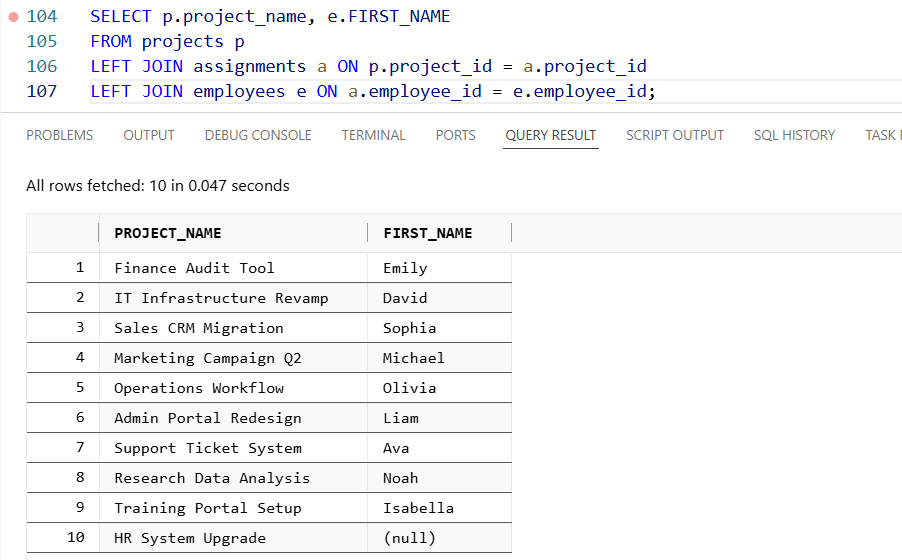 104 SELECT p.project_name, e.FIRST_NAME
105 FROM projects p
106 LEFT JOIN assignments a ON p.project_id = a.project_id
107 LEFT JOIN employees e ON a.employee_id = e.employee_id;
PROBLEMS OUTPUT DEBUG CONSOLE TERMINAL PORTS QUERY RESULT SCRIPT OUTPUT SQL HISTORY TASK
All rows fetched: 10 in 0.047 seconds
PROJECT_NAME FIRST_NAME
1 Finance Audit Tool Emily
2 IT Infrastructure Revamp David
3 Sales CRM Migration Sophia
4 Marketing Campaign Q2 Michael
5 Operations Workflow Olivia
6 Admin Portal Redesign Liam
7 Support Ticket System Ava
8 Research Data Analysis Noah
9 Training Portal Setup Isabella
10 HR System Upgrade (null)